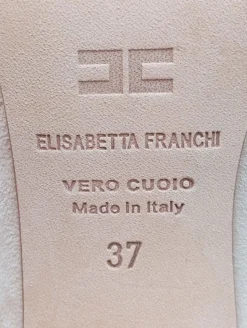 ELISABETTA FRANCHI
VERO CUOIO
Made In Italy
37